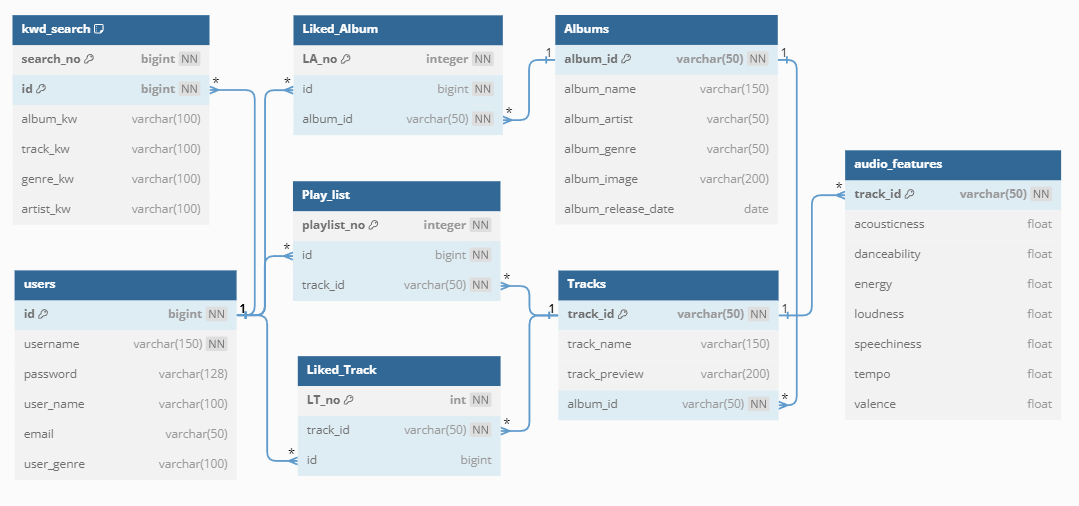 kwd_search
search_no bigint NN
id bigint NN
album_kw varchar(100)
track_kw varchar(100)
genre_kw varchar(100)
artist_kw varchar(100)
*
users
id bigint NN
username varchar(150) NN
password varchar(128)
user_name varchar(100)
email varchar(50)
user_genre varchar(100)
1
Liked_Album
LA_no integer NN
* id bigint
album_id varchar(50) NN *
Play_list
playlist_no integer NN
* id bigint NN
track_id varchar(50) NN *
Liked_Track
LT_no int NN
track_id varchar(50) NN *
* id bigint
Albums
1 album_id varchar(50) NN 1
album_name varchar(150)
album_artist varchar(50)
album_genre varchar(50)
album_image varchar(200)
album_release_date date
Tracks
1 track_id varchar(50) NN 1
track_name varchar(150)
track_preview varchar(200)
album_id varchar(50) NN *
audio_features
* track_id varchar(50) NN
acousticness float
danceability float
energy float
loudness float
speechiness float
tempo float
valence float